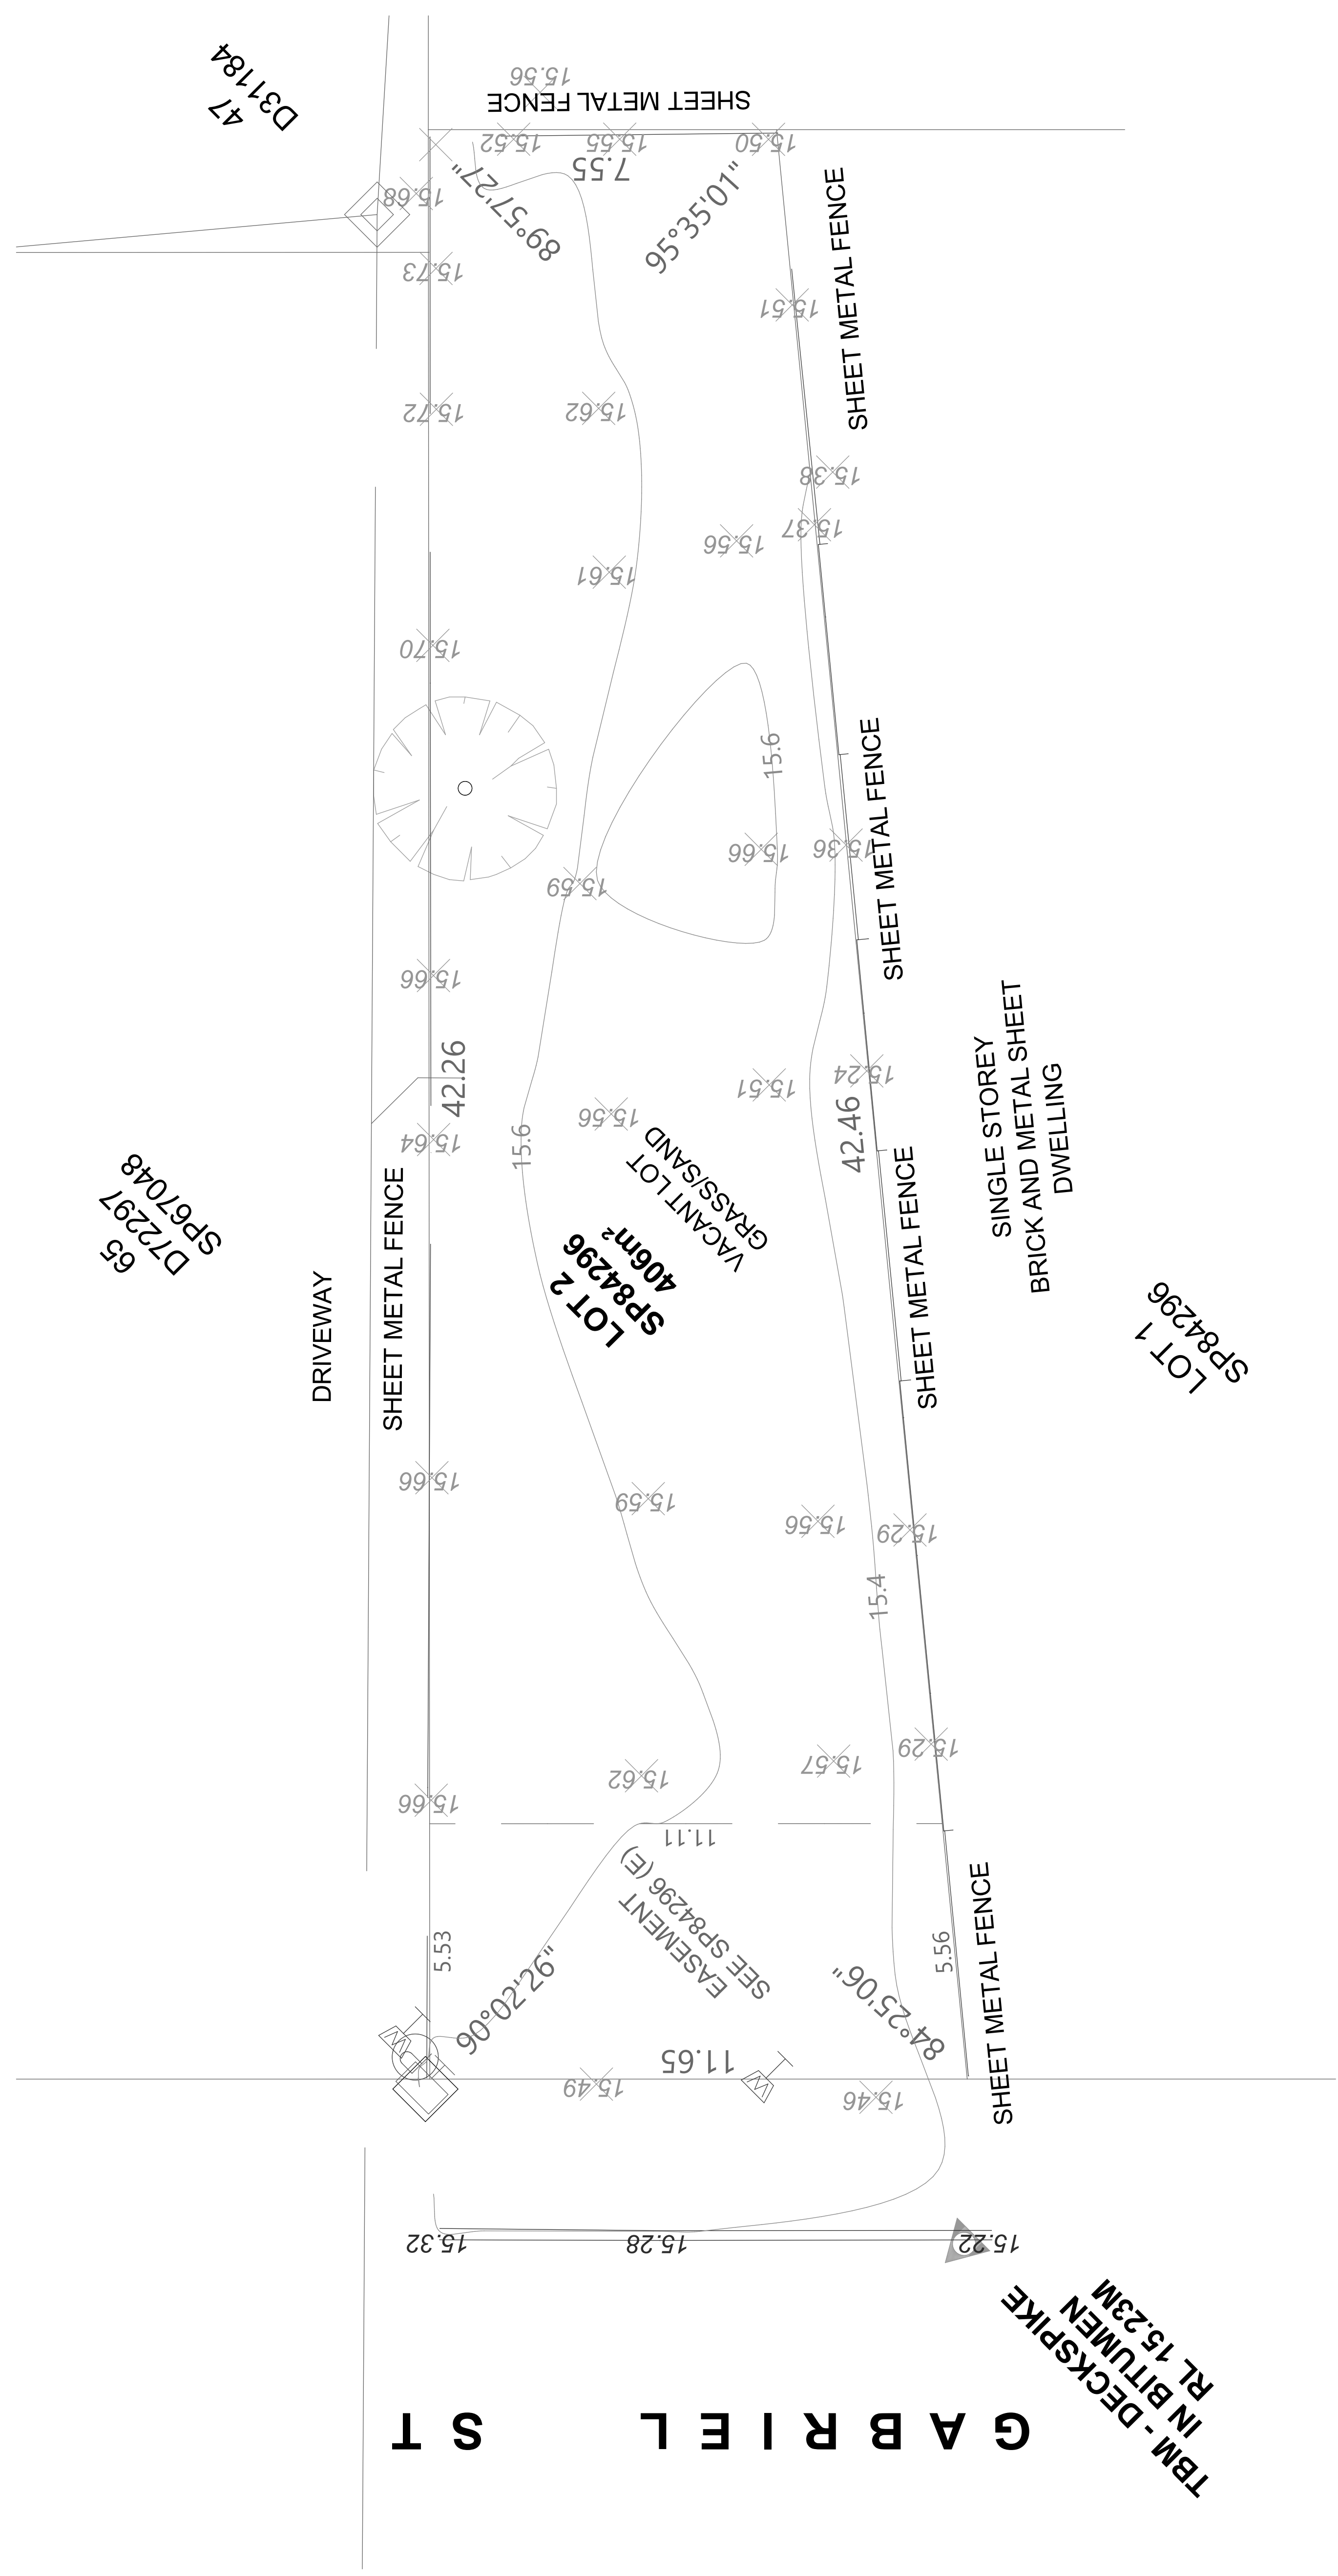 47
D31184
15.56
SHEET METAL FENCE
15.52
15.55
15.50
7.55
15.68
89°57'27"
95°35'01"
SHEET METAL FENCE
15.73
15.51
15.72
15.62
15.38
15.37
15.56
15.61
15.70
15.6
SHEET METAL FENCE
15.66
15.36
15.59
15.66
42.26
15.51
15.24
15.56
42.46
15.64
15.6
VACANT LOT
GRASS/SAND
LOT 2
SP84296
406m²
65
D72297
SP67048
DRIVEWAY
SHEET METAL FENCE
SHEET METAL FENCE
SINGLE STOREY
BRICK AND METAL SHEET
DWELLING
LOT 1
SP84296
15.66
15.59
15.56
15.29
15.4
15.29
15.57
15.62
15.66
11.11
EASEMENT
SEE SP84296 (E)
5.53
5.56
SHEET METAL FENCE
90°02'26"
84°25'06"
11.65
W
W
15.49
15.46
15.32
15.28
15.22
TBM - DECKSPIKE
IN BITUMEN
RL 15.23M
GABRIEL ST